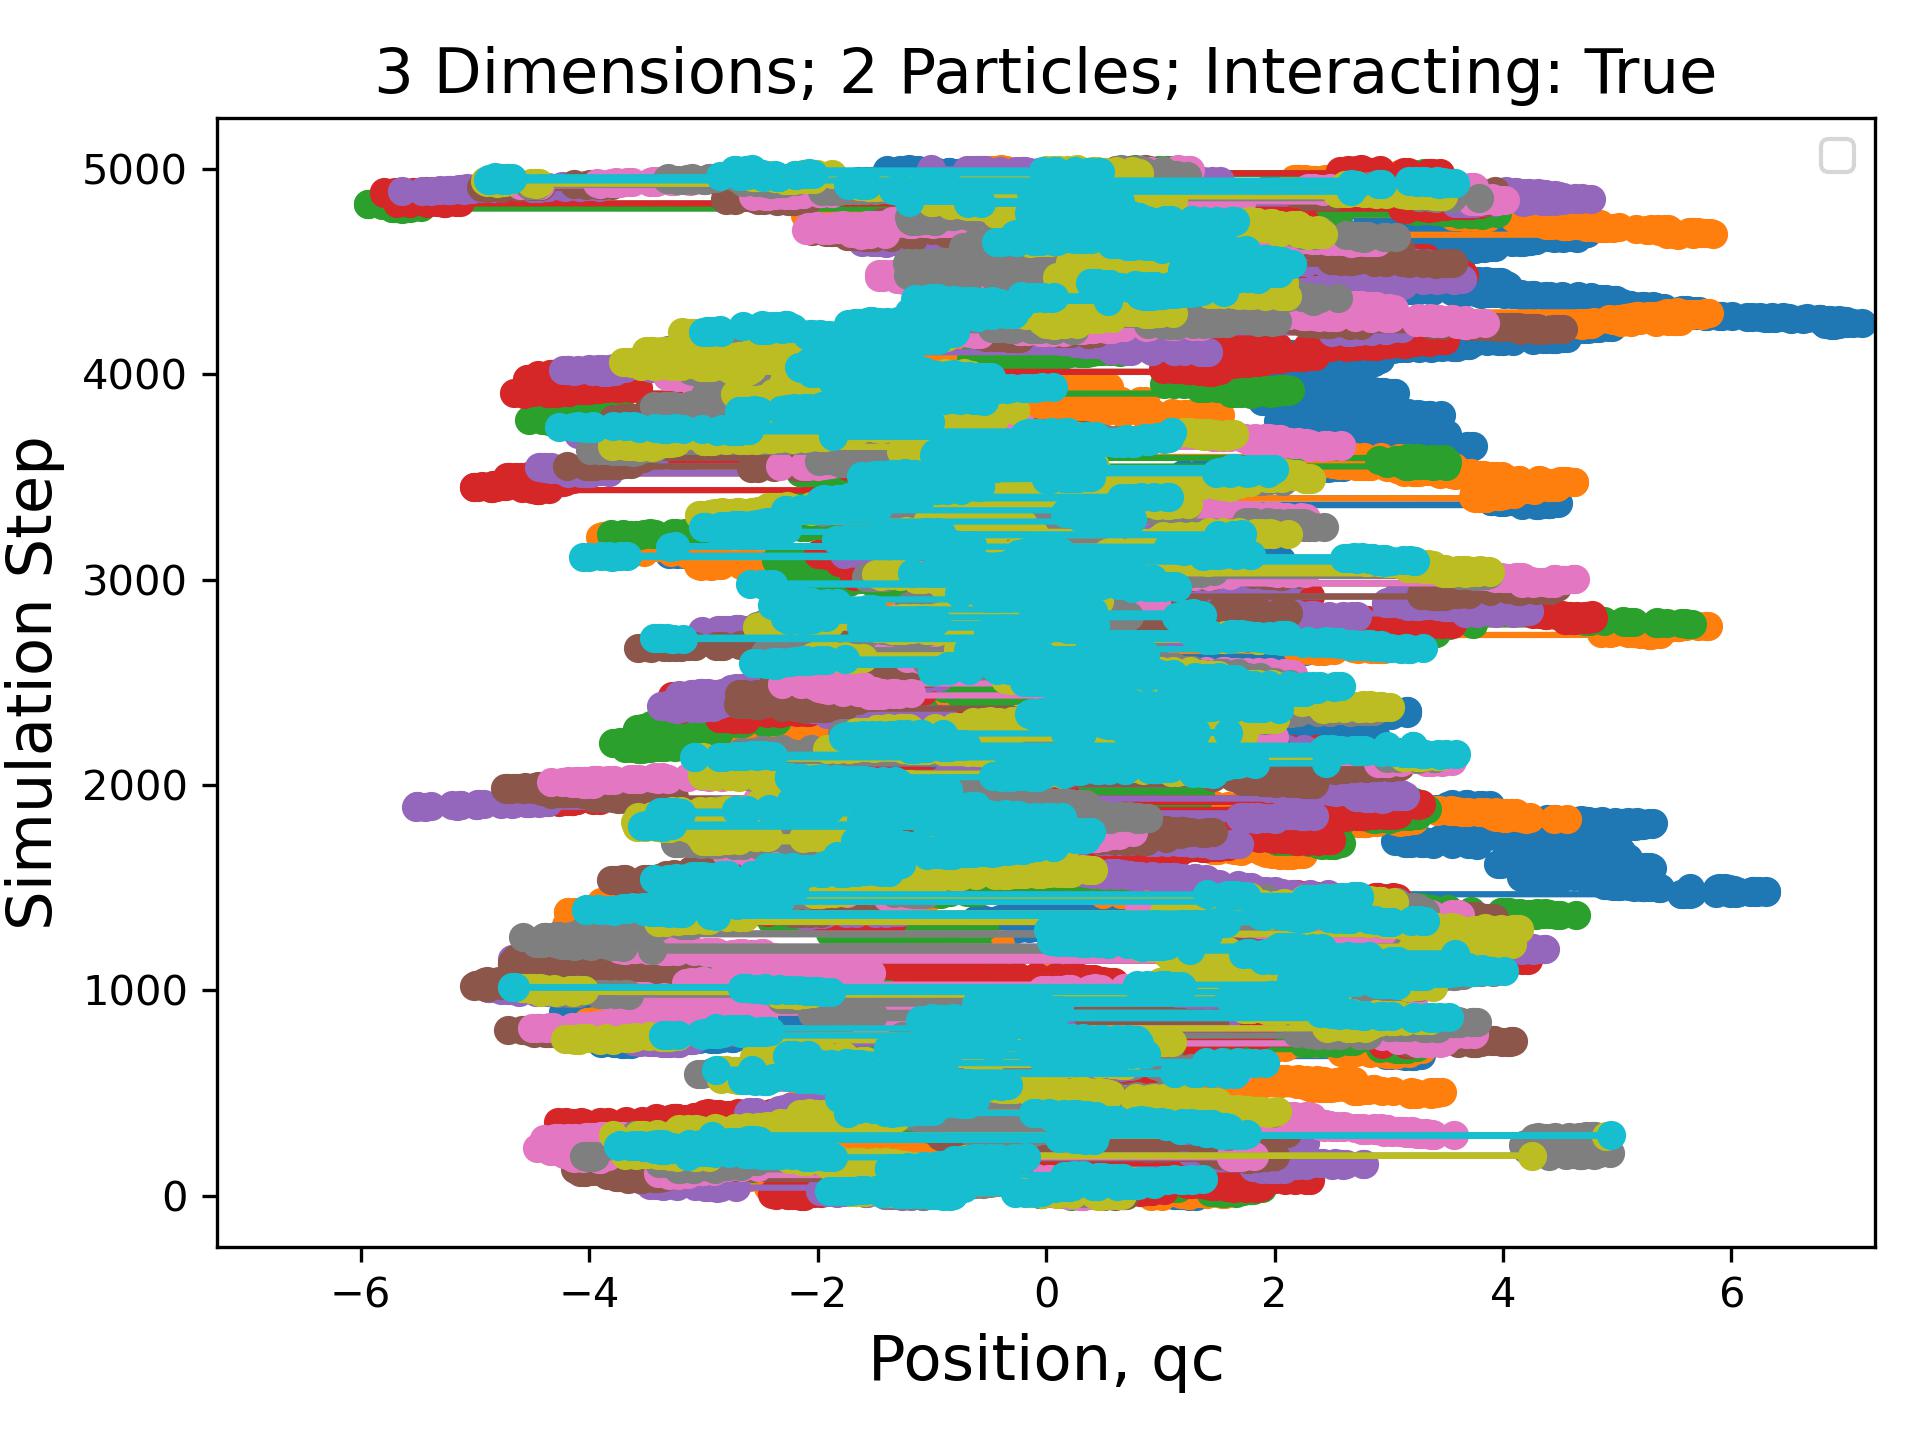 3 Dimensions; 2 Particles; Interacting: True
5000
4000
3000
2000
1000
0
Simulation Step
−6 −4 −2 0 2 4 6
Position, qc